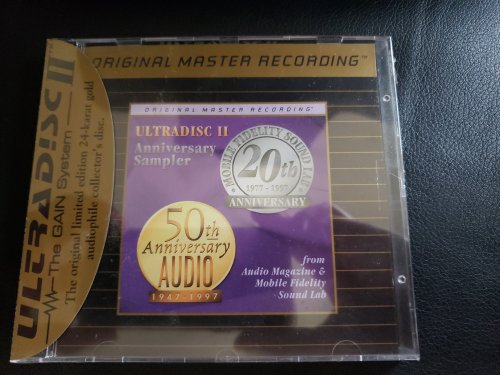 ORIGINAL MASTER RECORDING™
ULTRADISC II
The GAIN System™
The original limited edition 24-karat gold
audiophile collector's disc.
ORIGINAL MASTER RECORDING™
ULTRADISC II
Anniversary
Sampler
MOBILE FIDELITY SOUND LAB
20th
1977 - 1997
ANNIVERSARY
50th
Anniversary
AUDIO
1947-1997
from
Audio Magazine &
Mobile Fidelity
Sound Lab